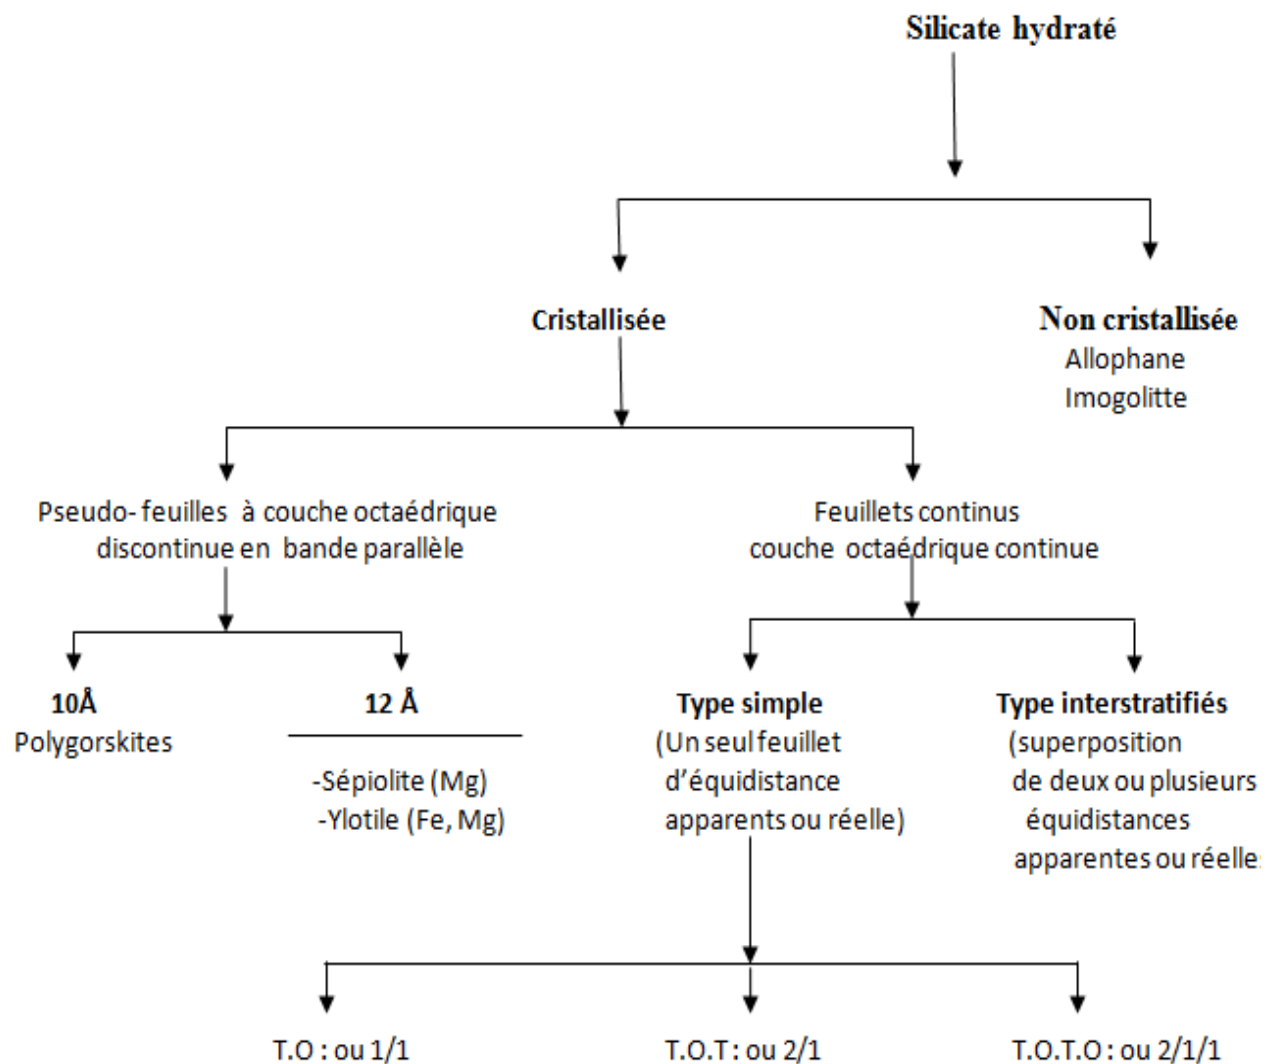 Silicate hydraté
Cristallisée
Non cristallisée
Allophane
Imogolitte
Pseudo- feuilles à couche octaédrique
discontinue en bande parallèle
Feuillets continus
couche octaédrique continue
10Å
Polygorskites
12 Å
-Sépiolite (Mg)
-Ylotile (Fe, Mg)
Type simple
(Un seul feuillet
d’équidistance
apparents ou réelle)
Type interstratifiés
(superposition
de deux ou plusieurs
équidistances
apparentes ou réelle
T.O : ou 1/1
T.O.T : ou 2/1
T.O.T.O : ou 2/1/1